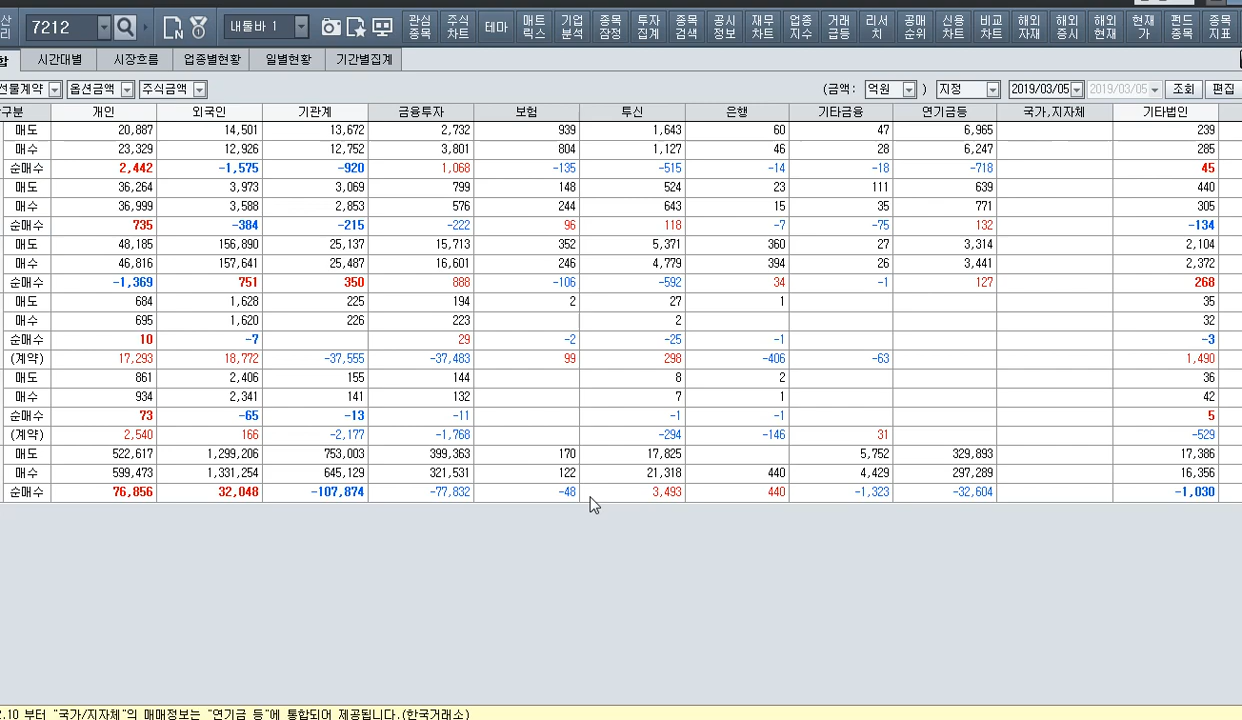 산 7212 내둘바 1 관심 주식 테마 매트 기업 종목 투자 종목 공시 재무 업종 거래 리서 공매 신용 비교 해외 해외 해외 현재 펀드 종목
리 종목 차트 릭스 분석 잠정 집계 검색 정보 차트 지수 급등 치 순위 차트 차트 자재 증시 현재 가 종목 지표
합 시간대별 시장흐름 업종별현황 일별현황 기간별집계
선물계약 옵션금액 주식금액 (금액: 억원 ) 지정 2019/03/05 2019/03/05 조회 편집
구분 개인 외국인 기관계 금융투자 보험 투신 은행 기타금융 연기금등 국가,지자체 기타법인
매도 20,887 14,501 13,672 2,732 939 1,643 60 47 6,965 239
매수 23,329 12,926 12,752 3,801 804 1,127 46 28 6,247 285
순매수 2,442 -1,575 -920 1,068 -135 -515 -14 -18 -718 45
매도 36,264 3,973 3,069 799 148 524 23 111 639 440
매수 36,999 3,588 2,853 576 244 643 15 35 771 305
순매수 735 -384 -215 -222 96 118 -7 -75 132 -134
매도 48,185 156,890 25,137 15,713 352 5,371 360 27 3,314 2,104
매수 46,816 157,641 25,487 16,601 246 4,779 394 26 3,441 2,372
순매수 -1,369 751 350 888 -106 -592 34 -1 127 268
매도 684 1,628 225 194 2 27 1 35
매수 695 1,620 226 223 2 32
순매수 10 -7 29 -2 -25 -1 -3
(계약) 17,293 18,772 -37,555 -37,483 99 298 -406 -63 1,490
매도 861 2,406 155 144 8 2 36
매수 934 2,341 141 132 7 1 42
순매수 73 -65 -13 -11 -1 -1 5
(계약) 2,540 166 -2,177 -1,768 -294 -146 31 -529
매도 522,617 1,299,206 753,003 399,363 170 17,825 5,752 329,893 17,386
매수 599,473 1,331,254 645,129 321,531 122 21,318 440 4,429 297,289 16,356
순매수 76,856 32,048 -107,874 -77,832 -48 3,493 440 -1,323 -32,604 -1,030
2.10 부터 "국가/지자체"의 매매정보는 "연기금 등"에 통합되어 제공됩니다.(한국거래소)